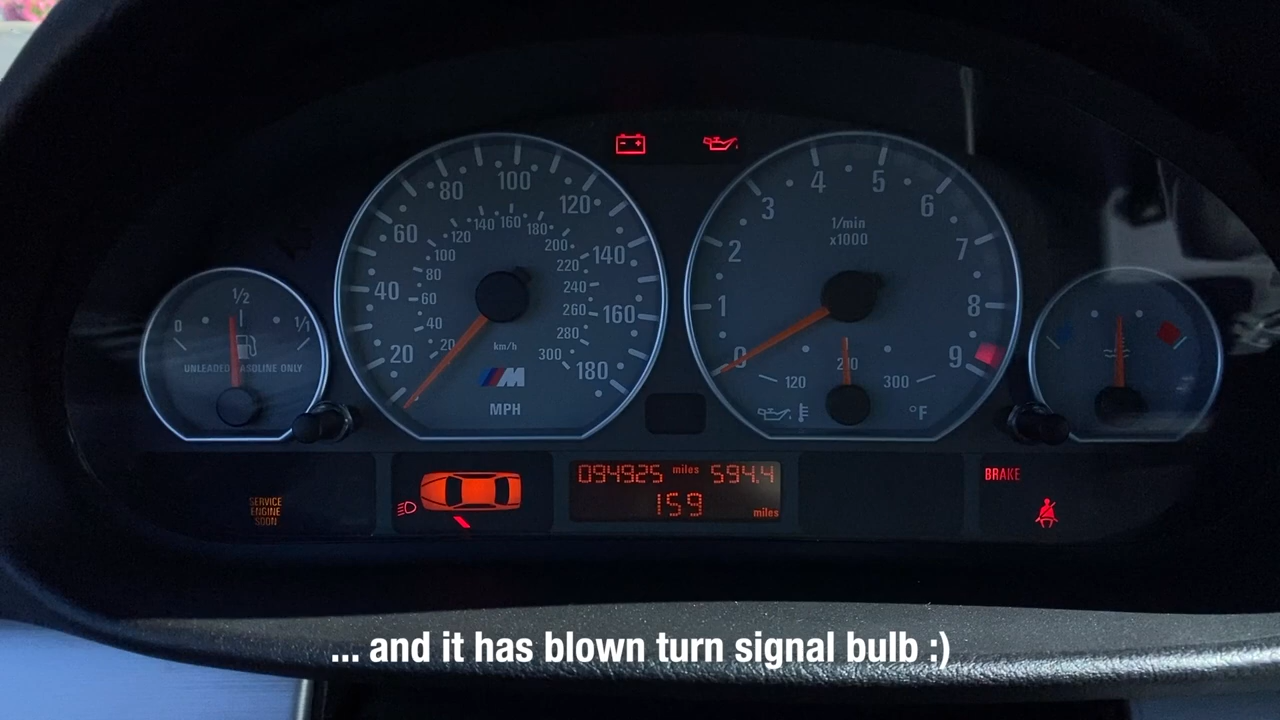 0
1/2
1/1
UNLEADED GASOLINE ONLY
20
40
60
80
100
120
140
160
180
20
40
60
80
100
120
140
160
180
200
220
240
260
280
300
km/h
M
MPH
0
1
2
3
4
5
6
7
8
9
1/min
x1000
120
210
300
°F
SERVICE
ENGINE
SOON
094925 miles 594.4
159 miles
BRAKE
... and it has blown turn signal bulb :)